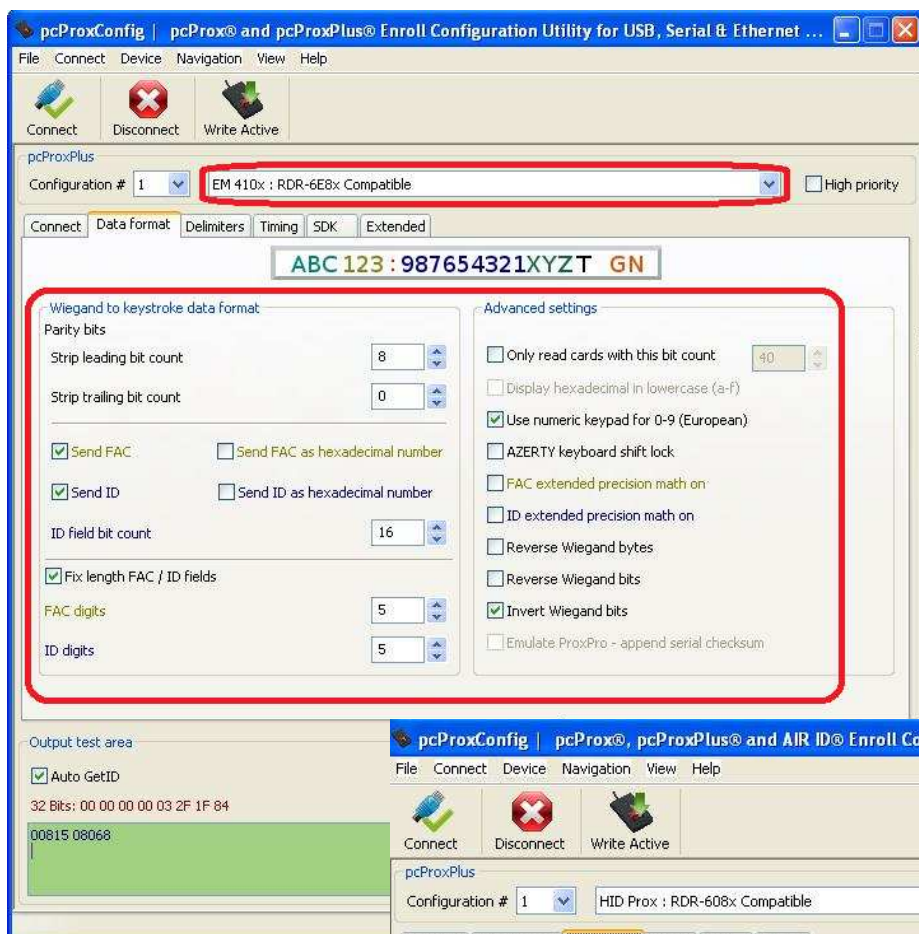 pcProxConfig | pcProx® and pcProxPlus® Enroll Configuration Utility for USB, Serial & Ethernet ...
File Connect Device Navigation View Help
Connect Disconnect Write Active
pcProxPlus
Configuration # 1 EM 410x : RDR-6E8x Compatible High priority
Connect Data format Delimiters Timing SDK Extended
ABC 123 : 987654321XYZT GN
Wiegand to keystroke data format
Parity bits
Strip leading bit count 8
Strip trailing bit count 0
Send FAC Send FAC as hexadecimal number
Send ID Send ID as hexadecimal number
ID field bit count 16
Fix length FAC / ID fields
FAC digits 5
ID digits 5
Advanced settings
Only read cards with this bit count 40
Display hexadecimal in lowercase (a-f)
Use numeric keypad for 0-9 (European)
AZERTY keyboard shift lock
FAC extended precision math on
ID extended precision math on
Reverse Wiegand bytes
Reverse Wiegand bits
Invert Wiegand bits
Emulate ProxPro - append serial checksum
Output test area
Auto GetID
32 Bits: 00 00 00 00 03 2F 1F 84
00815 08068
pcProxConfig | pcProx®, pcProxPlus® and AIR ID® Enroll Co
File Connect Device Navigation View Help
Connect Disconnect Write Active
pcProxPlus
Configuration # 1 HID Prox : RDR-608x Compatible